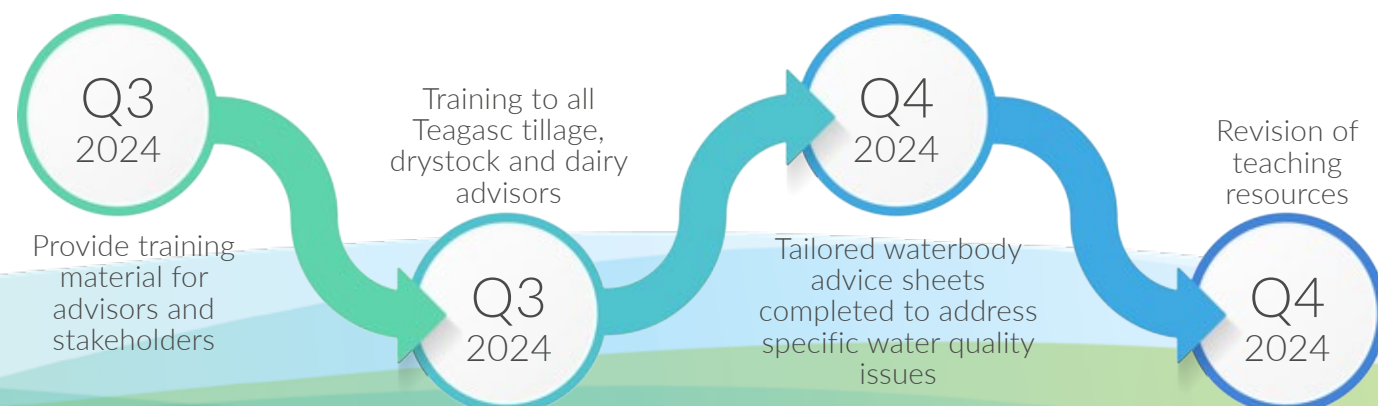 Q3
2024
Provide training
material for
advisors and
stakeholders
Training to all
Teagasc tillage,
drystock and dairy
advisors
Q3
2024
Q4
2024
Tailored waterbody
advice sheets
completed to address
specific water quality
issues
Revision of
teaching
resources
Q4
2024